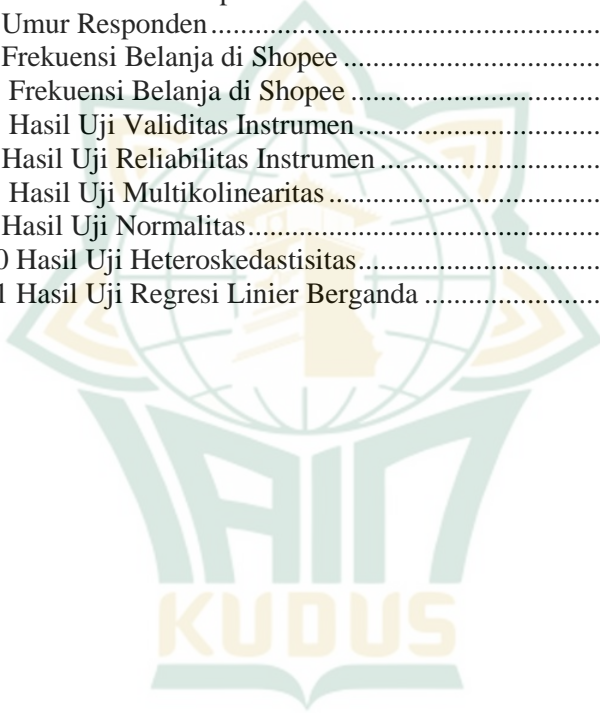 Umur Responden........................................................
Frekuensi Belanja di Shopee ....................................
Frekuensi Belanja di Shopee ...................................
Hasil Uji Validitas Instrumen..................................
Hasil Uji Reliabilitas Instrumen ...............................
Hasil Uji Multikolinearitas......................................
Hasil Uji Normalitas.................................................
0 Hasil Uji Heteroskedastisitas..................................
1 Hasil Uji Regresi Linier Berganda .........................
IAIN
KUDUS